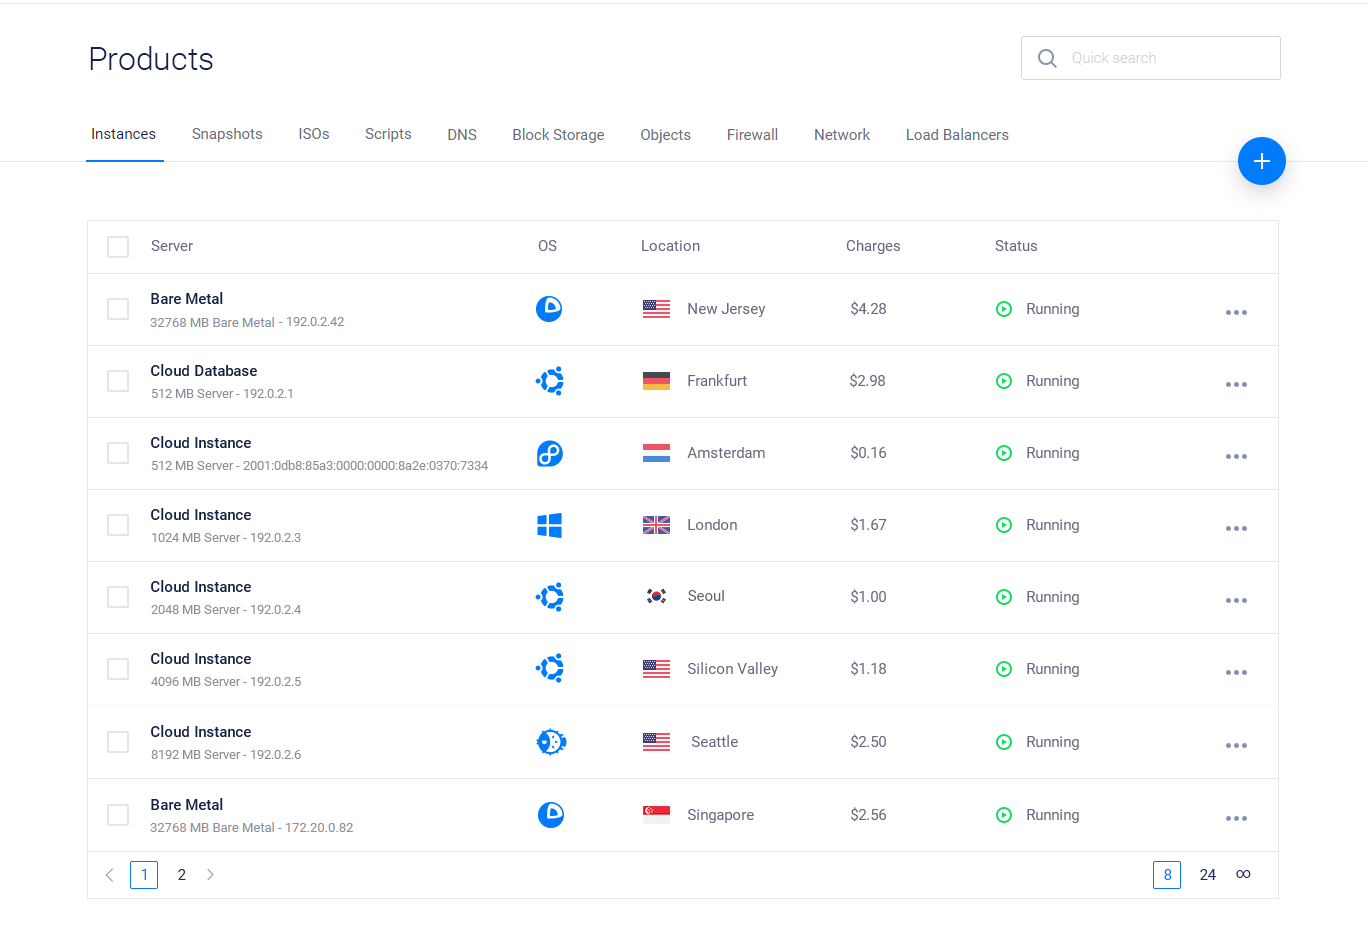 Products
Quick search
Instances Snapshots ISOs Scripts DNS Block Storage Objects Firewall Network Load Balancers
Server OS Location Charges Status
Bare Metal
32768 MB Bare Metal - 192.0.2.42
New Jersey $4.28 Running
Cloud Database
512 MB Server - 192.0.2.1
Frankfurt $2.98 Running
Cloud Instance
512 MB Server - 2001:0db8:85a3:0000:0000:8a2e:0370:7334
Amsterdam $0.16 Running
Cloud Instance
1024 MB Server - 192.0.2.3
London $1.67 Running
Cloud Instance
2048 MB Server - 192.0.2.4
Seoul $1.00 Running
Cloud Instance
4096 MB Server - 192.0.2.5
Silicon Valley $1.18 Running
Cloud Instance
8192 MB Server - 192.0.2.6
Seattle $2.50 Running
Bare Metal
32768 MB Bare Metal - 172.20.0.82
Singapore $2.56 Running
1 2 8 24 ∞